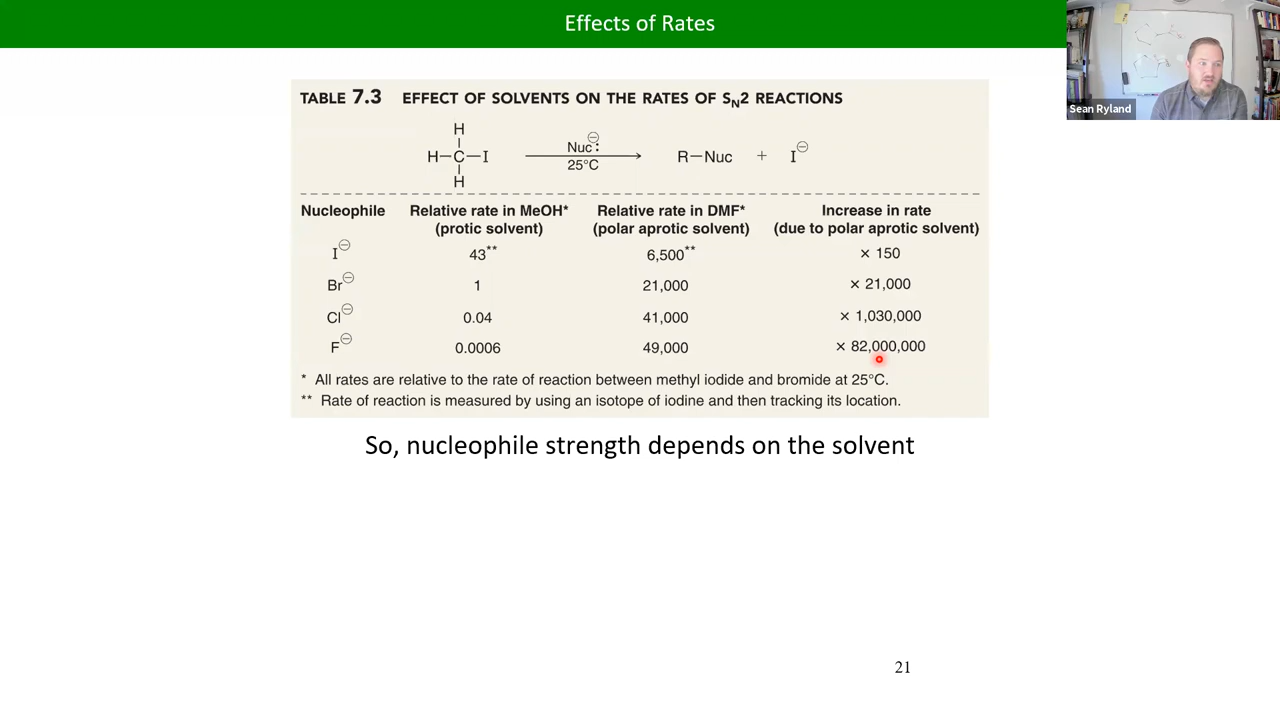 Effects of Rates
Sean Ryland
TABLE 7.3 EFFECT OF SOLVENTS ON THE RATES OF SN2 REACTIONS
H
H–C–I
H
Nuc:⊖
25°C
R–Nuc + I⊖
Nucleophile
Relative rate in MeOH*
(protic solvent)
Relative rate in DMF*
(polar aprotic solvent)
Increase in rate
(due to polar aprotic solvent)
I⊖ 43** 6,500** × 150
Br⊖ 1 21,000 × 21,000
Cl⊖ 0.04 41,000 × 1,030,000
F⊖ 0.0006 49,000 × 82,000,000
* All rates are relative to the rate of reaction between methyl iodide and bromide at 25°C.
** Rate of reaction is measured by using an isotope of iodine and then tracking its location.
So, nucleophile strength depends on the solvent
21